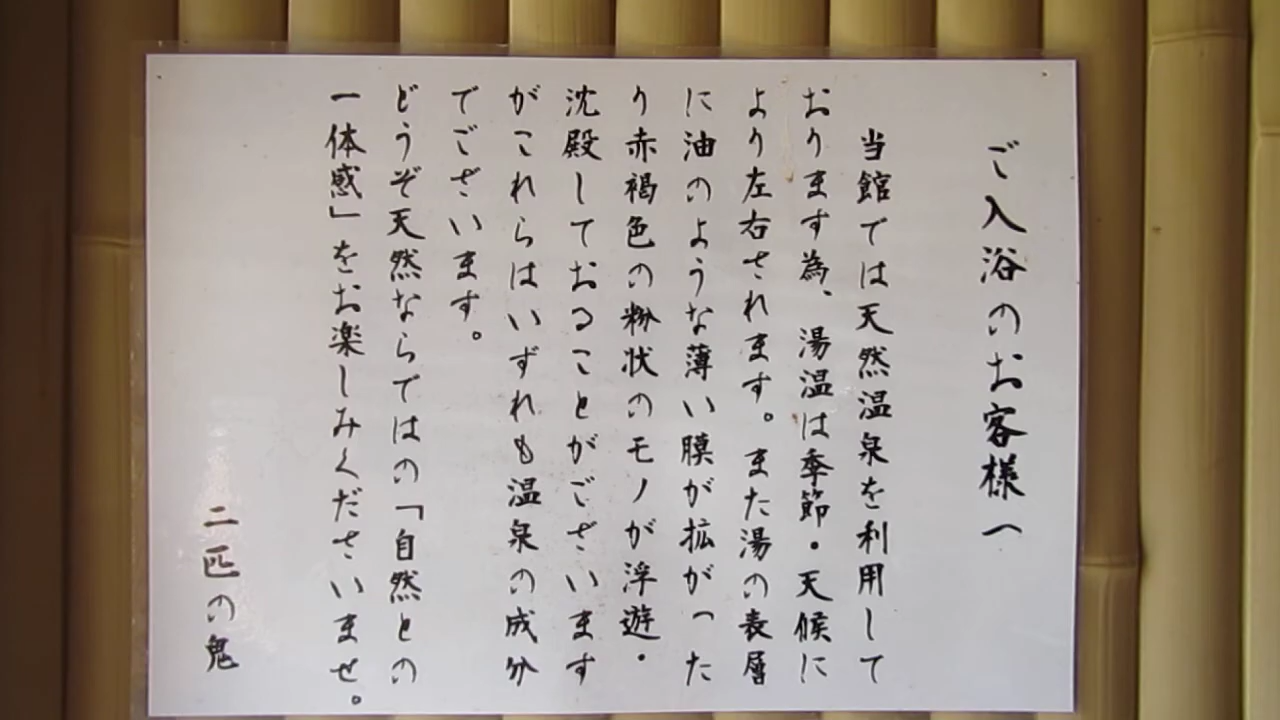 ご入浴のお客様へ
当館では天然温泉を利用して
おります為、湯温は季節・天候に
より左右されます。また湯の表層
に油のような薄い膜が拡がった
り赤褐色の粉状のモノが浮遊・
沈殿しておることがございます
がこれらはいずれも温泉の成分
でございます。
どうぞ天然ならではの「自然との
一体感」をお楽しみくださいませ。
二匹の鬼